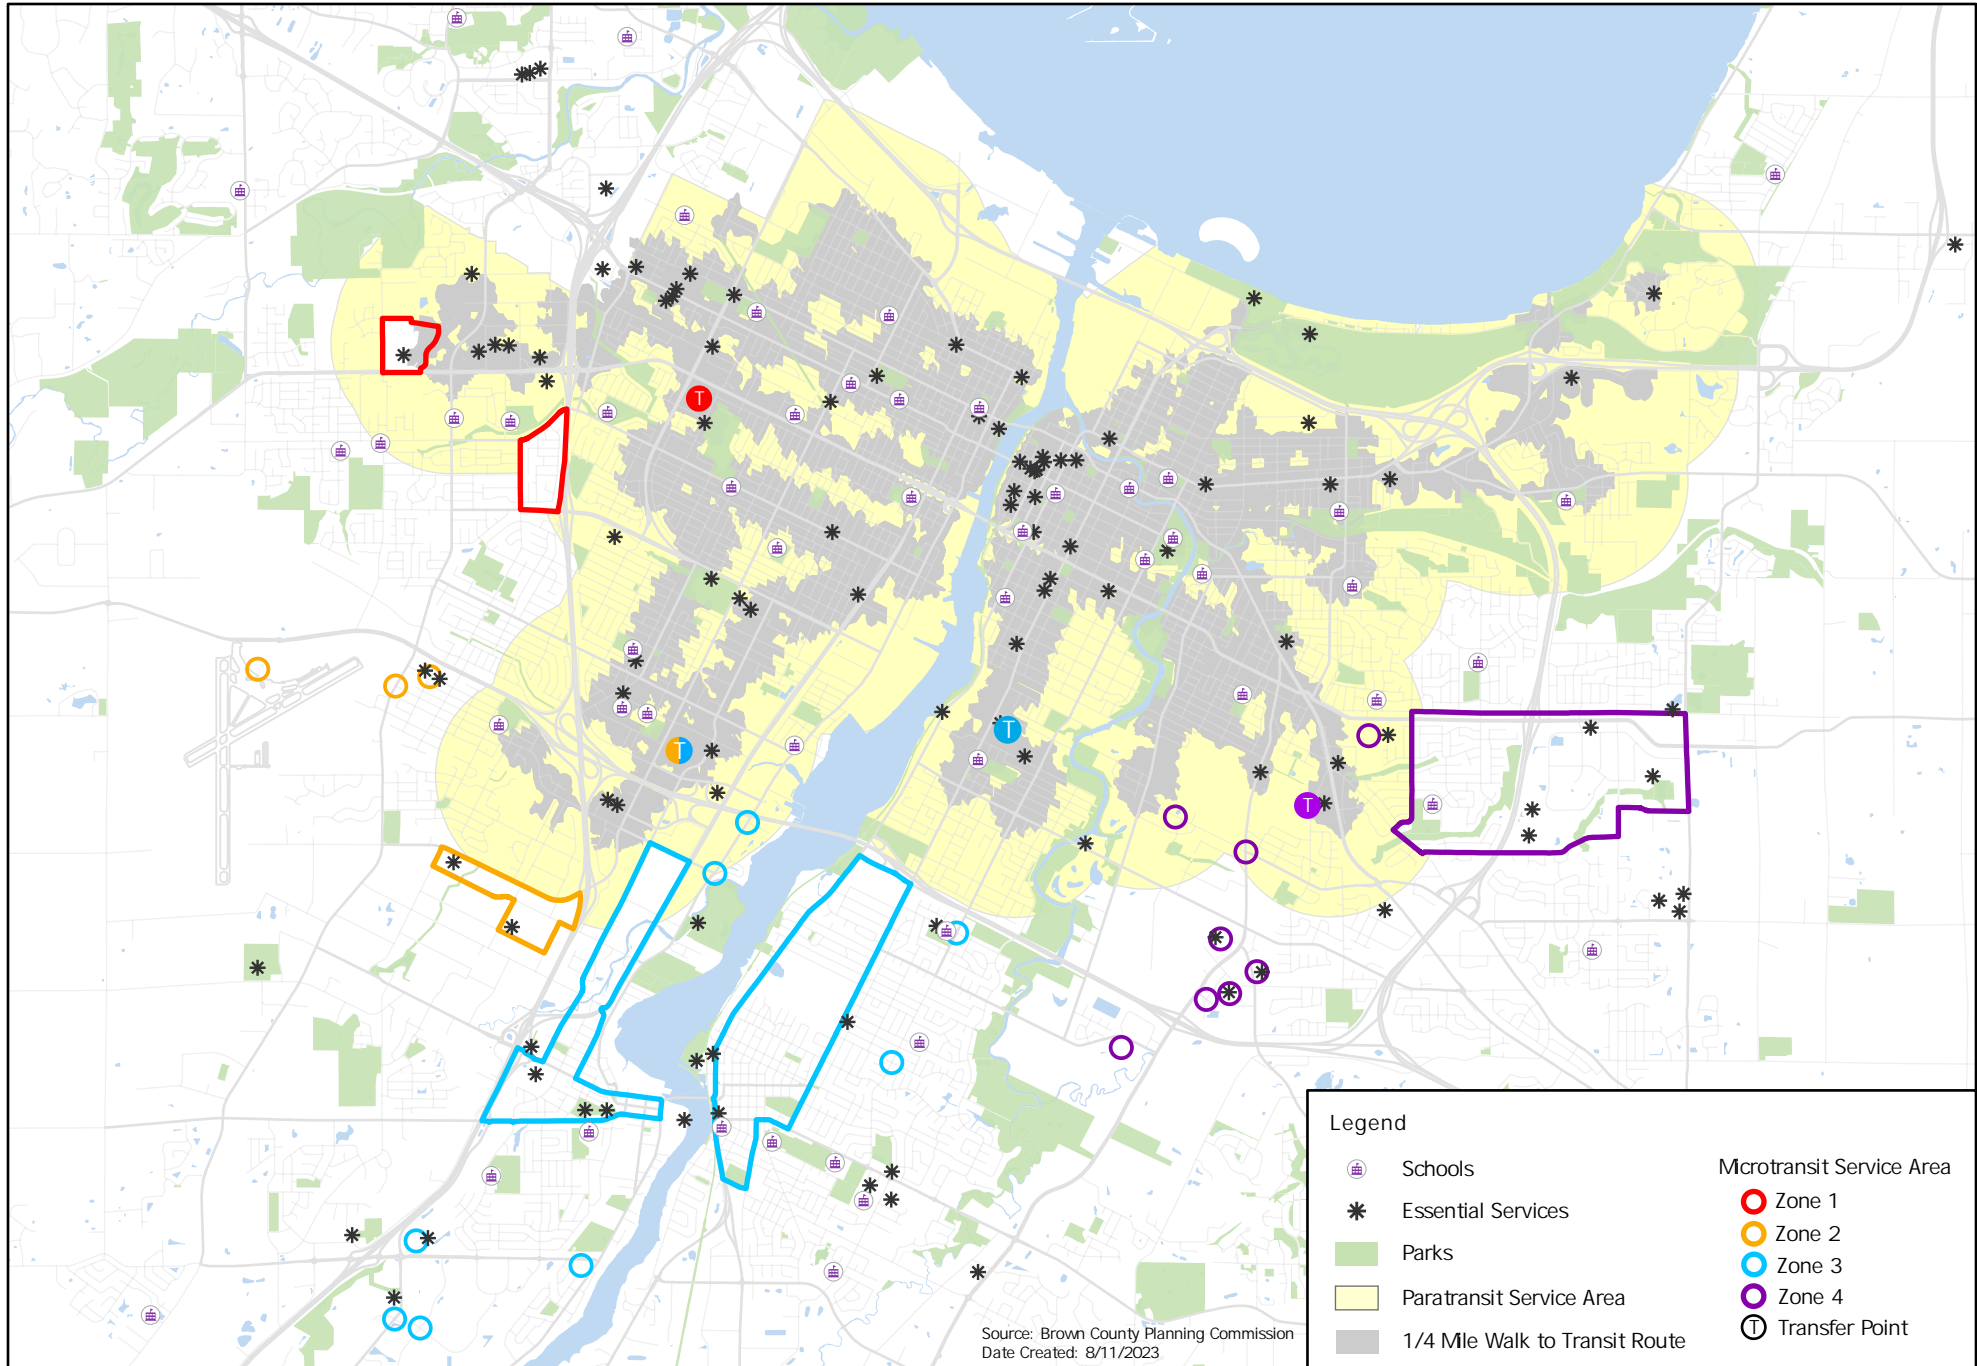 T
T
T
T
Legend
Schools
Essential Services
Parks
Paratransit Service Area
1/4 Mile Walk to Transit Route
Microtransit Service Area
Zone 1
Zone 2
Zone 3
Zone 4
T Transfer Point
Source: Brown County Planning Commission
Date Created: 8/11/2023